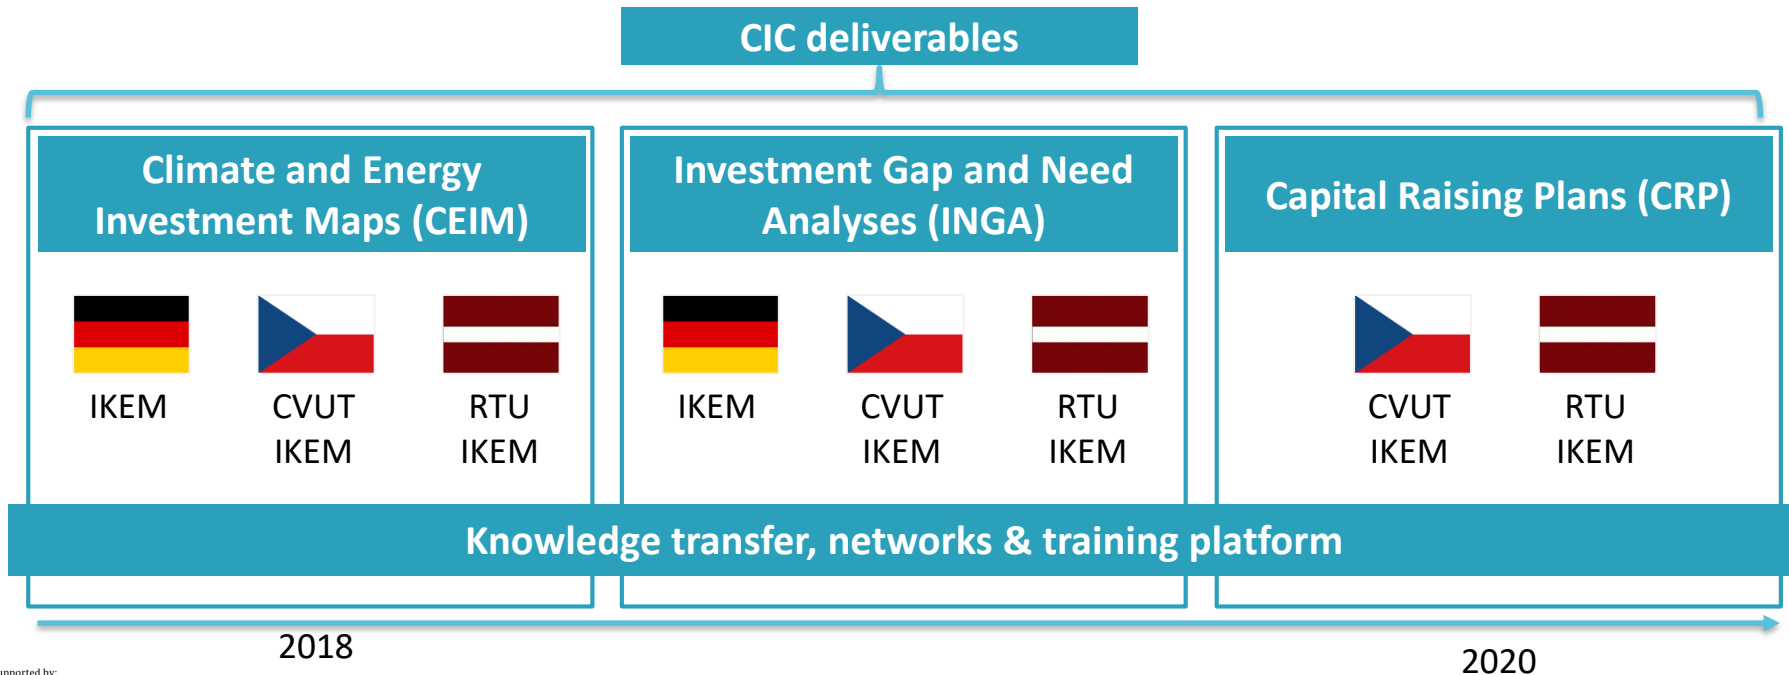 CIC deliverables
Climate and Energy
Investment Maps (CEIM)
IKEM
CVUT
IKEM
RTU
IKEM
Investment Gap and Need
Analyses (INGA)
IKEM
CVUT
IKEM
RTU
IKEM
Capital Raising Plans (CRP)
CVUT
IKEM
RTU
IKEM
Knowledge transfer, networks & training platform
2018
2020
upported by: